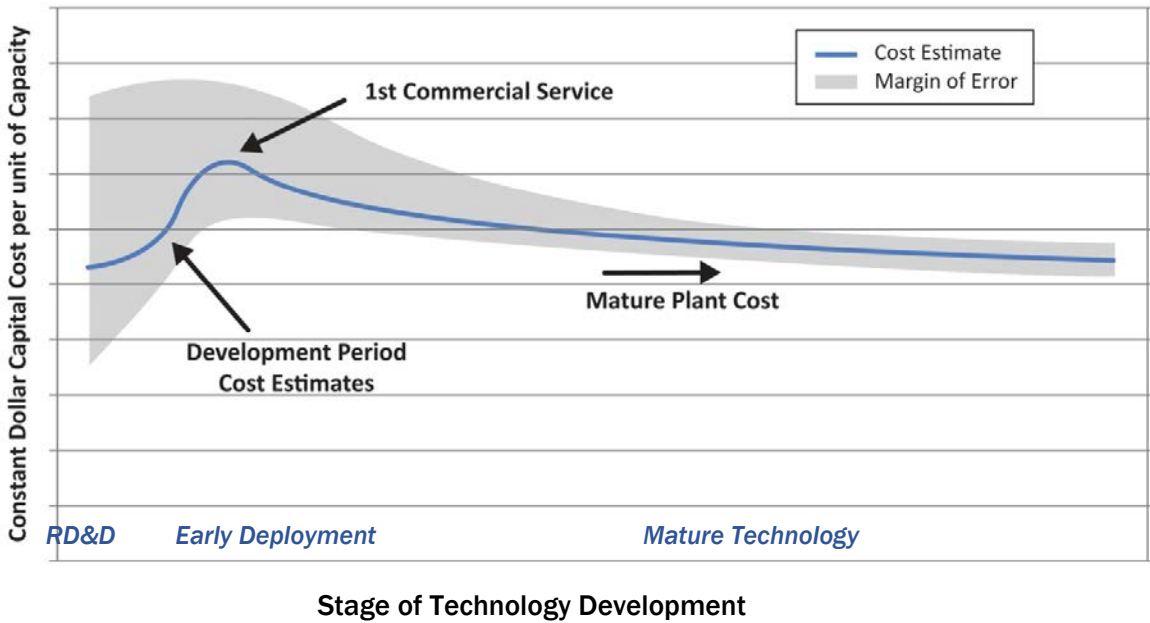 Constant Dollar Capital Cost per unit of Capacity
Cost Estimate
Margin of Error
1st Commercial Service
Mature Plant Cost
Development Period
Cost Estimates
RD&D
Early Deployment
Mature Technology
Stage of Technology Development